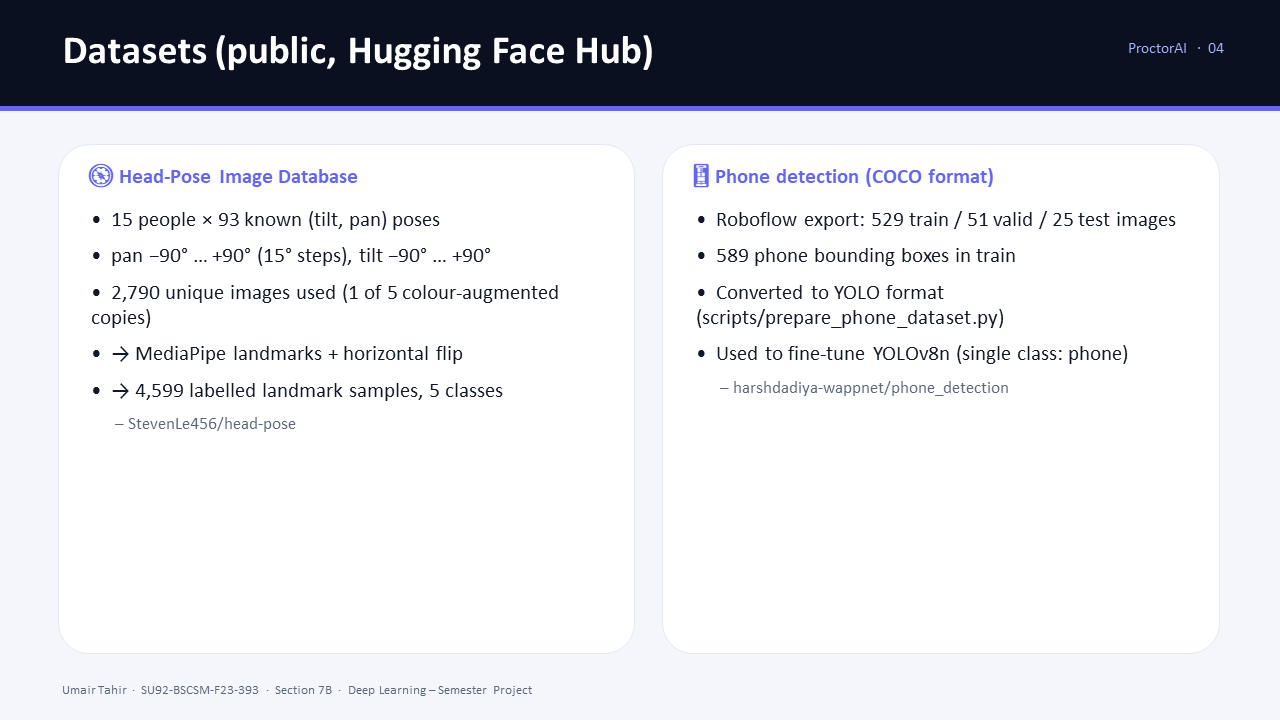 Datasets (public, Hugging Face Hub)
ProctorAI · 04
Head-Pose Image Database
• 15 people × 93 known (tilt, pan) poses
• pan −90° … +90° (15° steps), tilt −90° … +90°
• 2,790 unique images used (1 of 5 colour-augmented
copies)
• → MediaPipe landmarks + horizontal flip
• → 4,599 labelled landmark samples, 5 classes
– StevenLe456/head-pose
Phone detection (COCO format)
• Roboflow export: 529 train / 51 valid / 25 test images
• 589 phone bounding boxes in train
• Converted to YOLO format
(scripts/prepare_phone_dataset.py)
• Used to fine-tune YOLOv8n (single class: phone)
– harshdadiya-wappnet/phone_detection
Umair Tahir · SU92-BSCSM-F23-393 · Section 7B · Deep Learning – Semester Project